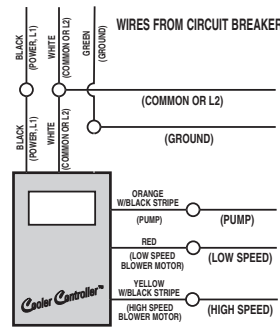 WIRES FROM CIRCUIT BREAKER
BLACK
(POWER, L1)
WHITE
(COMMON OR L2)
GREEN
(GROUND)
(COMMON OR L2)
(GROUND)
BLACK
(POWER, L1)
WHITE
(COMMON OR L2)
ORANGE
W/BLACK STRIPE
(PUMP)
(PUMP)
RED
(LOW SPEED
BLOWER MOTOR)
(LOW SPEED)
YELLOW
W/BLACK STRIPE
(HIGH SPEED
BLOWER MOTOR)
(HIGH SPEED)
Cooler Controller™